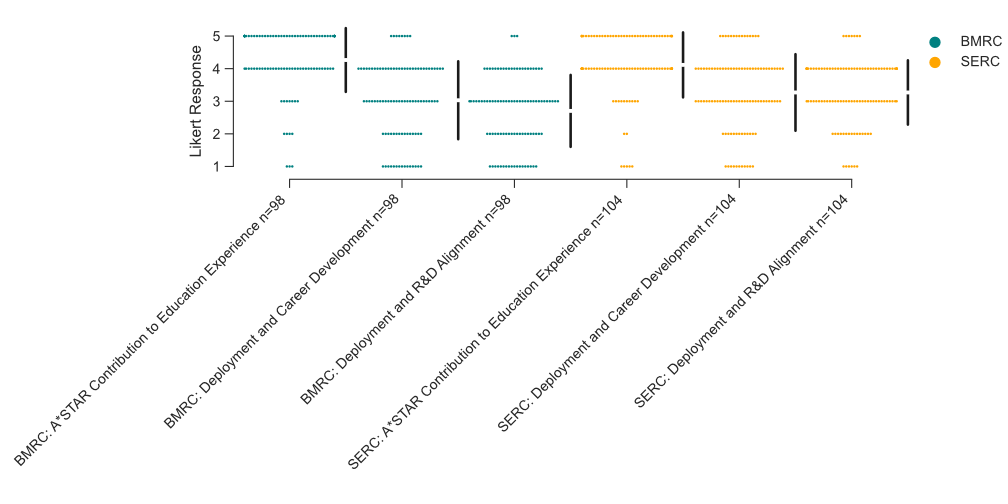 5
4
3
2
1
Likert Response
BMRC
SERC
BMRC: A*STAR Contribution to Education Experience n=98
BMRC: Deployment and Career Development n=98
BMRC: Deployment and R&D Alignment n=98
SERC: A*STAR Contribution to Education Experience n=104
SERC: Deployment and Career Development n=104
SERC: Deployment and R&D Alignment n=104